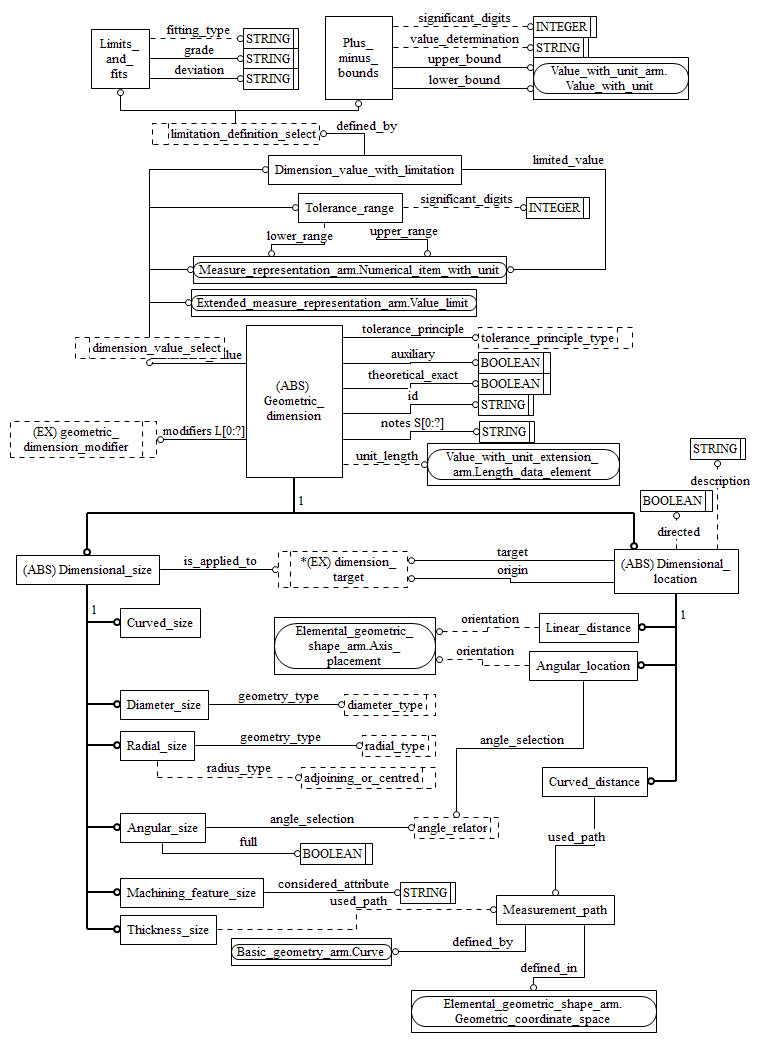 Limits_
and_
fits
fitting_type
STRING
grade
STRING
deviation
STRING
Plus_
minus_
bounds
significant_digits
INTEGER
value_determination
STRING
upper_bound
lower_bound
Value_with_unit_arm.
Value_with_unit
limitation_definition_select
defined_by
Dimension_value_with_limitation
limited_value
Tolerance_range
significant_digits
INTEGER
lower_range
upper_range
Measure_representation_arm.Numerical_item_with_unit
Extended_measure_representation_arm.Value_limit
dimension_value_select
lue
(ABS)
Geometric_
dimension
tolerance_principle
tolerance_principle_type
auxiliary
BOOLEAN
theoretical_exact
BOOLEAN
id
STRING
notes S[0:?]
STRING
unit_length
Value_with_unit_extension_
arm.Length_data_element
(EX) geometric_
dimension_modifier
modifiers L[0:?]
STRING
description
BOOLEAN
directed
1
(ABS) Dimensional_size
is_applied_to
*(EX) dimension_
target
target
origin
(ABS) Dimensional_
location
1
1
Curved_size
Elemental_geometric_
shape_arm.Axis_
placement
orientation
Linear_distance
orientation
Angular_location
Diameter_size
geometry_type
diameter_type
Radial_size
geometry_type
radial_type
radius_type
adjoining_or_centred
angle_selection
Curved_distance
Angular_size
angle_selection
angle_relator
full
BOOLEAN
used_path
Machining_feature_size
considered_attribute
STRING
Thickness_size
used_path
Measurement_path
Basic_geometry_arm.Curve
defined_by
defined_in
Elemental_geometric_shape_arm.
Geometric_coordinate_space